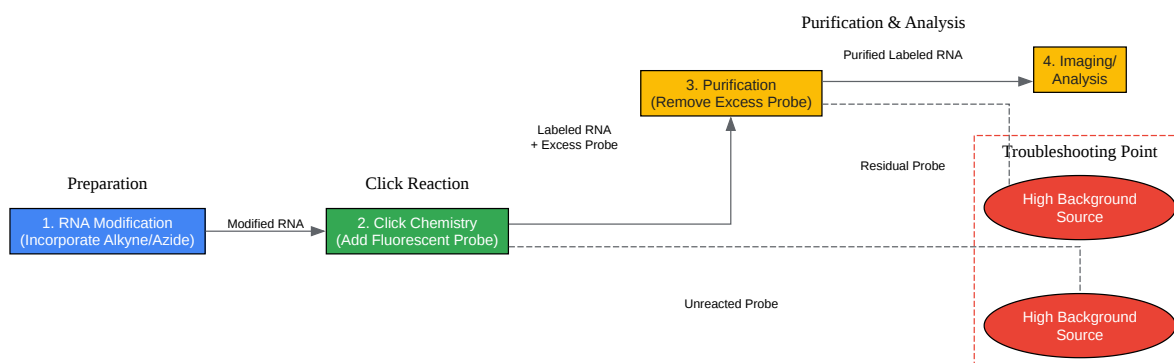 Purification & Analysis
Purified Labeled RNA
4. Imaging/
Analysis
3. Purification
(Remove Excess Probe)
Labeled RNA
+ Excess Probe
Troubleshooting Point
Residual Probe
Preparation
Click Reaction
High Background
Source
1. RNA Modification
(Incorporate Alkyne/Azide)
Modified RNA
2. Click Chemistry
(Add Fluorescent Probe)
Unreacted Probe
High Background
Source